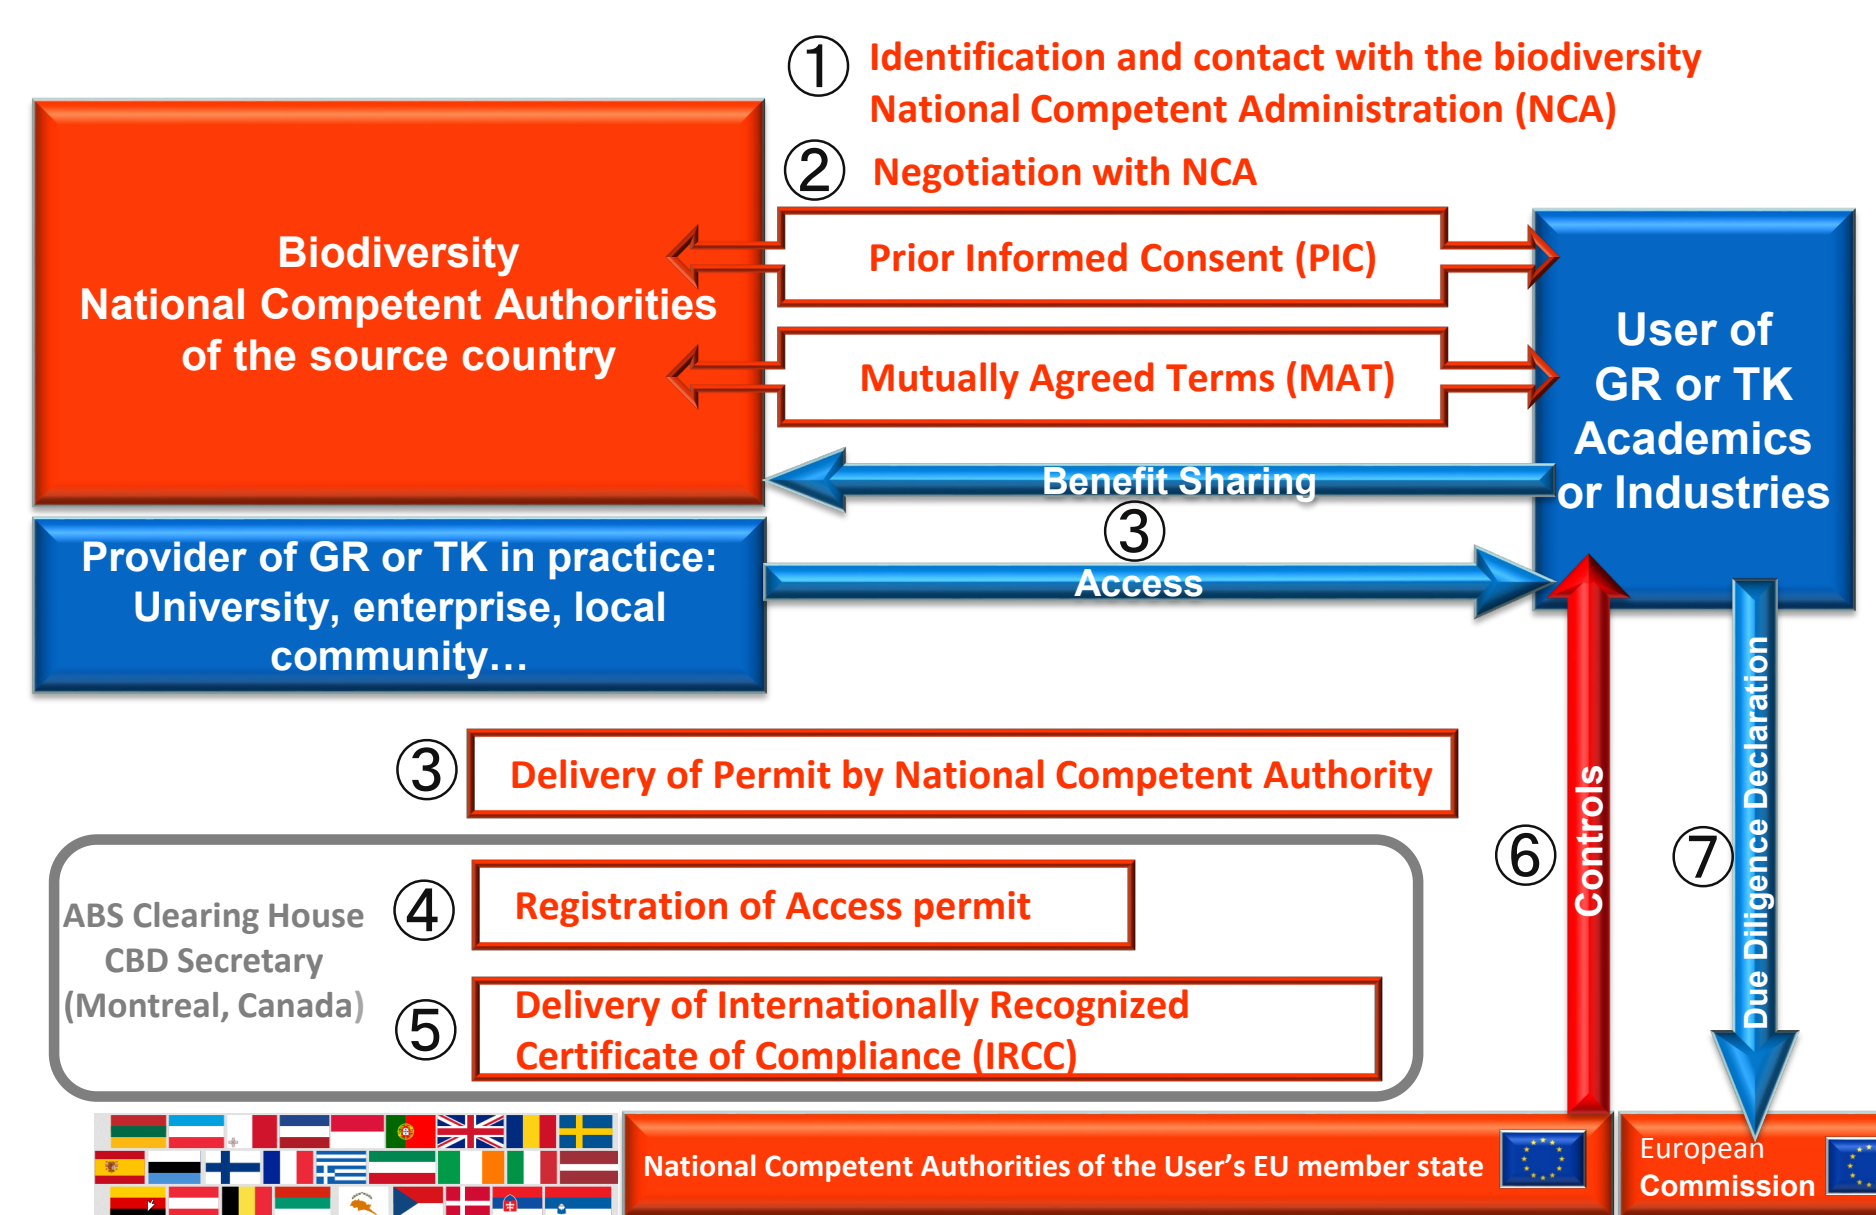 ① Identification and contact with the biodiversity
National Competent Administration (NCA)
② Negotiation with NCA
Biodiversity
National Competent Authorities
of the source country
Prior Informed Consent (PIC)
Mutually Agreed Terms (MAT)
User of
GR or TK
Academics
or Industries
Benefit Sharing
③
Access
Provider of GR or TK in practice:
University, enterprise, local
community…
③ Delivery of Permit by National Competent Authority
ABS Clearing House
CBD Secretary
(Montreal, Canada)
④ Registration of Access permit
⑤ Delivery of Internationally Recognized
Certificate of Compliance (IRCC)
⑥ Controls
⑦ Due Diligence Declaration
National Competent Authorities of the User's EU member state
European
Commission